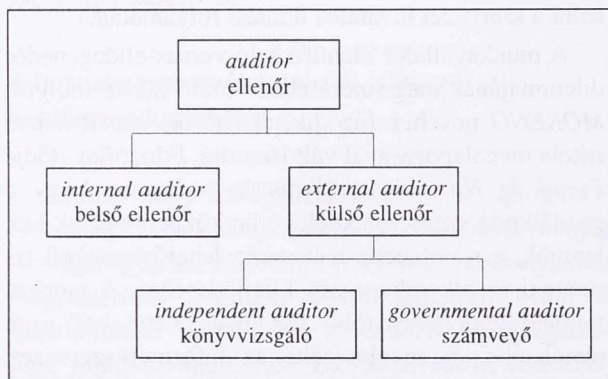 auditor
ellenőr
internal auditor
belső ellenőr
external auditor
külső ellenőr
independent auditor
könyvvizsgáló
governmental auditor
számvevő